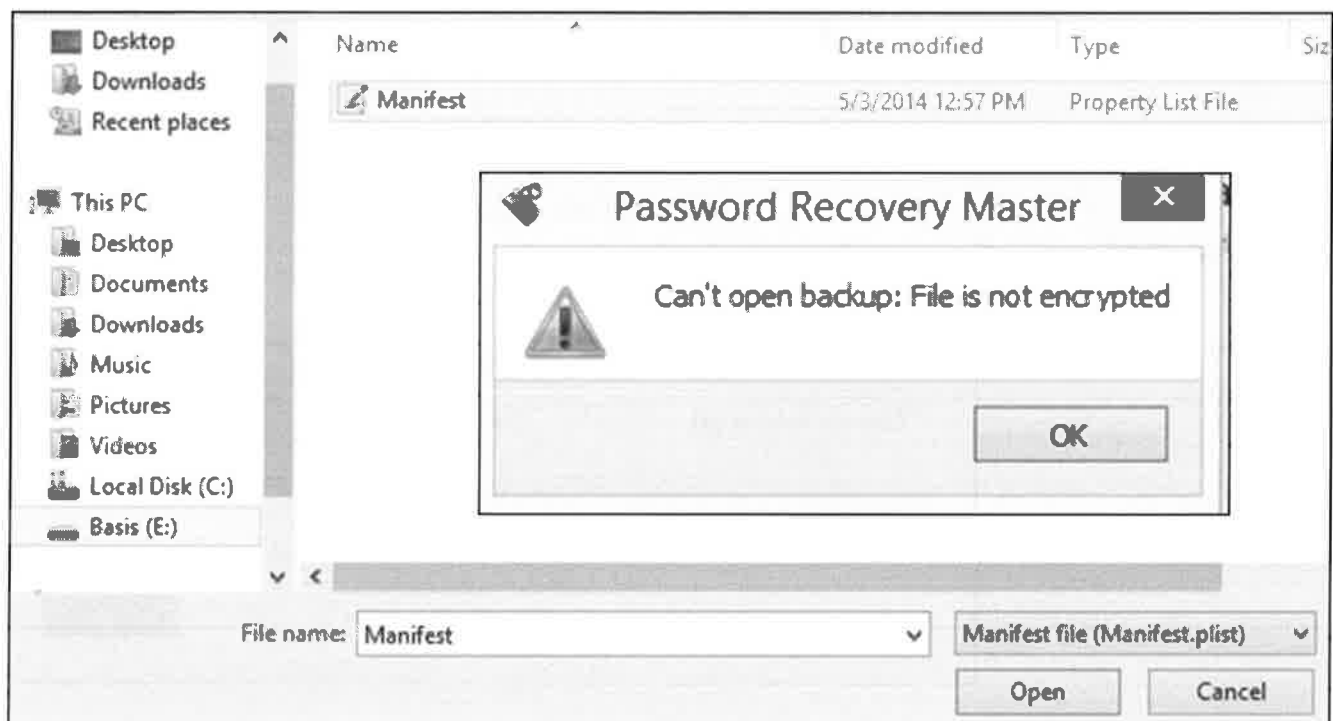 Desktop
Downloads
Recent places
This PC
Desktop
Documents
Downloads
Music
Pictures
Videos
Local Disk (C:)
Basis (E:)
Name Date modified Type Siz
Manifest 5/3/2014 12:57 PM Property List File
Password Recovery Master
Can't open backup: File is not encrypted
OK
File name: Manifest Manifest file (Manifest.plist)
Open Cancel